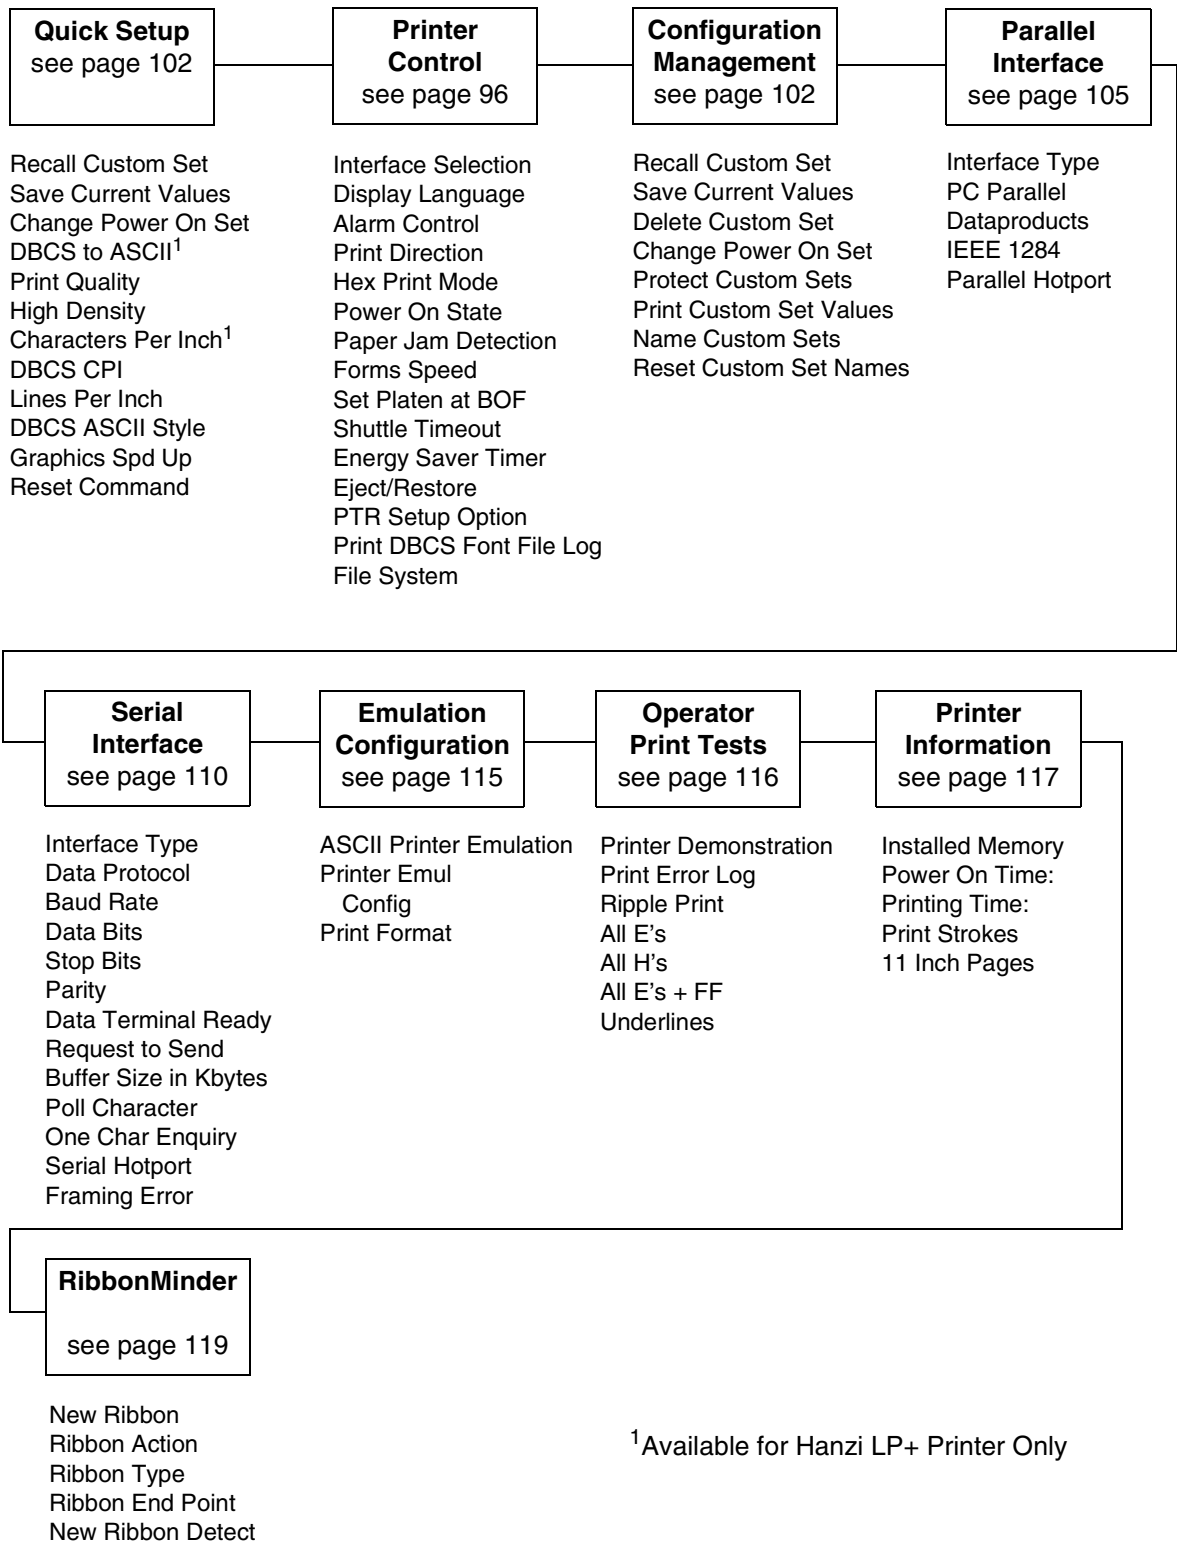 Quick Setup
see page 102
Recall Custom Set
Save Current Values
Change Power On Set
DBCS to ASCII1
Print Quality
High Density
Characters Per Inch1
DBCS CPI
Lines Per Inch
DBCS ASCII Style
Graphics Spd Up
Reset Command
Printer
Control
see page 96
Interface Selection
Display Language
Alarm Control
Print Direction
Hex Print Mode
Power On State
Paper Jam Detection
Forms Speed
Set Platen at BOF
Shuttle Timeout
Energy Saver Timer
Eject/Restore
PTR Setup Option
Print DBCS Font File Log
File System
Configuration
Management
see page 102
Recall Custom Set
Save Current Values
Delete Custom Set
Change Power On Set
Protect Custom Sets
Print Custom Set Values
Name Custom Sets
Reset Custom Set Names
Parallel
Interface
see page 105
Interface Type
PC Parallel
Dataproducts
IEEE 1284
Parallel Hotport
Serial
Interface
see page 110
Interface Type
Data Protocol
Baud Rate
Data Bits
Stop Bits
Parity
Data Terminal Ready
Request to Send
Buffer Size in Kbytes
Poll Character
One Char Enquiry
Serial Hotport
Framing Error
Emulation
Configuration
see page 115
ASCII Printer Emulation
Printer Emul
Config
Print Format
Operator
Print Tests
see page 116
Printer Demonstration
Print Error Log
Ripple Print
All E’s
All H’s
All E’s + FF
Underlines
Printer
Information
see page 117
Installed Memory
Power On Time:
Printing Time:
Print Strokes
11 Inch Pages
RibbonMinder
see page 119
New Ribbon
Ribbon Action
Ribbon Type
Ribbon End Point
New Ribbon Detect
1Available for Hanzi LP+ Printer Only